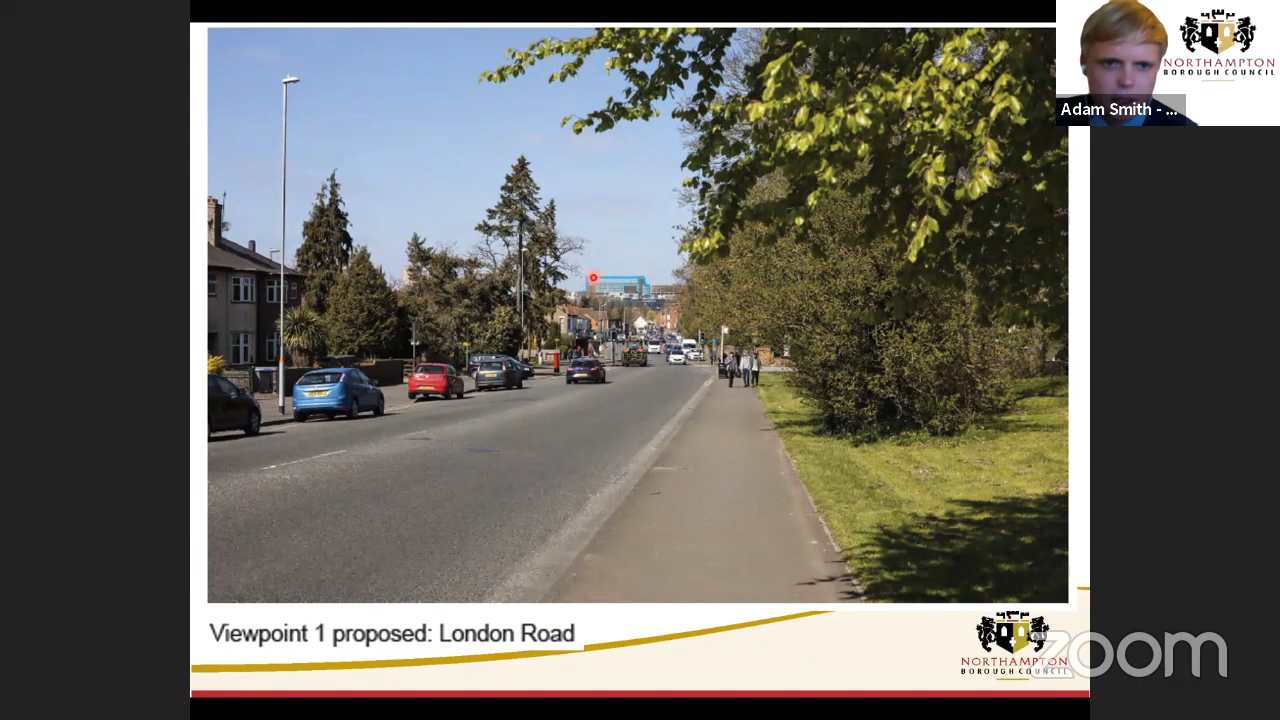 NORTHAMPTON
BOROUGH COUNCIL
Adam Smith - ...
Viewpoint 1 proposed: London Road
NORTHAMPTON
BOROUGH COUNCIL
zoom